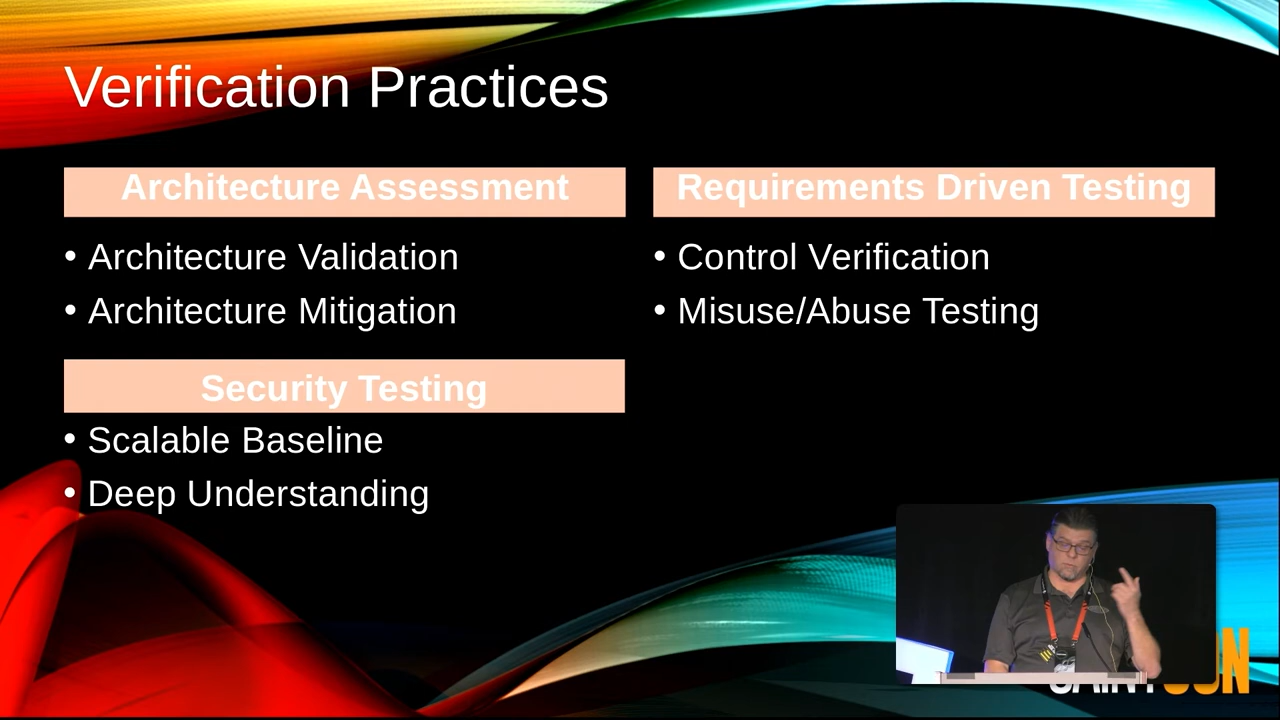 Verification Practices
Architecture Assessment
• Architecture Validation
• Architecture Mitigation
Requirements Driven Testing
• Control Verification
• Misuse/Abuse Testing
Security Testing
• Scalable Baseline
• Deep Understanding